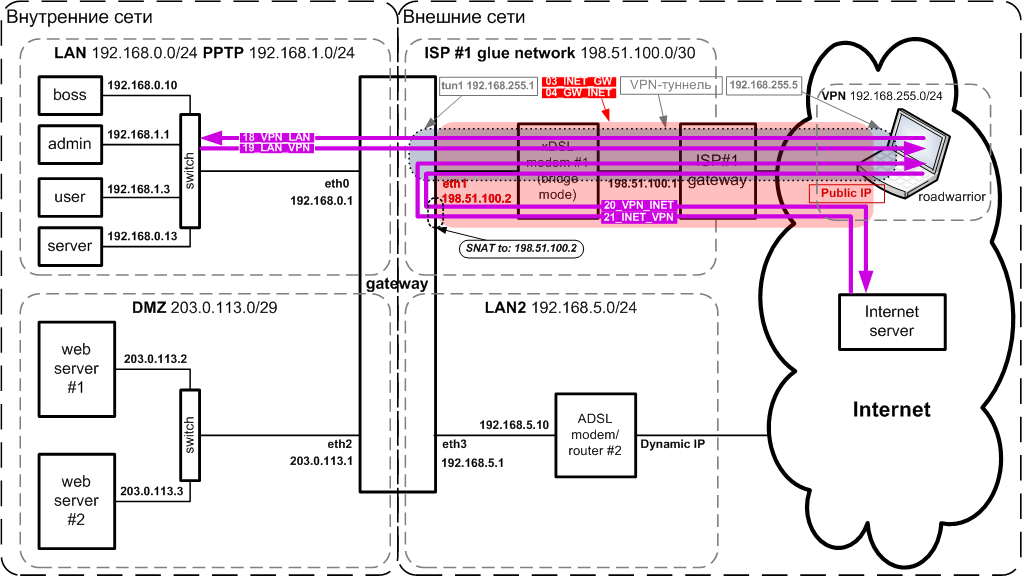 Внутренние сети
Внешние сети
LAN 192.168.0.0/24 PPTP 192.168.1.0/24
ISP #1 glue network 198.51.100.0/30
boss
192.168.0.10
admin
192.168.1.1
user
192.168.1.3
server
192.168.0.13
switch
18_VPN_LAN
19_LAN_VPN
eth0
192.168.0.1
tun1 192.168.255.1
03_INET_GW
04_GW_INET
VPN-туннель
192.168.255.5
VPN 192.168.255.0/24
xDSL
modem #1
(bridge
mode)
ISP#1
gateway
198.51.100.1
eth1
198.51.100.2
Public IP
roadwarrior
20_VPN_INET
21_INET_VPN
SNAT to: 198.51.100.2
gateway
Internet
server
Internet
DMZ 203.0.113.0/29
LAN2 192.168.5.0/24
web
server
#1
203.0.113.2
switch
web
server
#2
203.0.113.3
eth2
203.0.113.1
eth3
192.168.5.1
192.168.5.10
ADSL
modem/
router #2
Dynamic IP